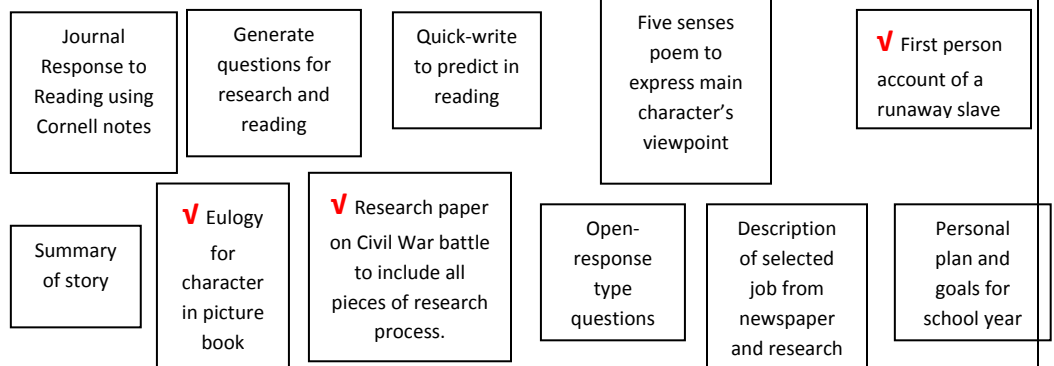 Journal
Response to
Reading using
Cornell notes
Generate
questions for
research and
reading
Quick-write
to predict in
reading
Five senses
poem to
express main
character’s
viewpoint
√ First person
account of a
runaway slave
Summary
of story
√ Eulogy
for
character
in picture
book
√ Research paper
on Civil War battle
to include all
pieces of research
process.
Open-
response
type
questions
Description
of selected
job from
newspaper
and research
Personal
plan and
goals for
school year